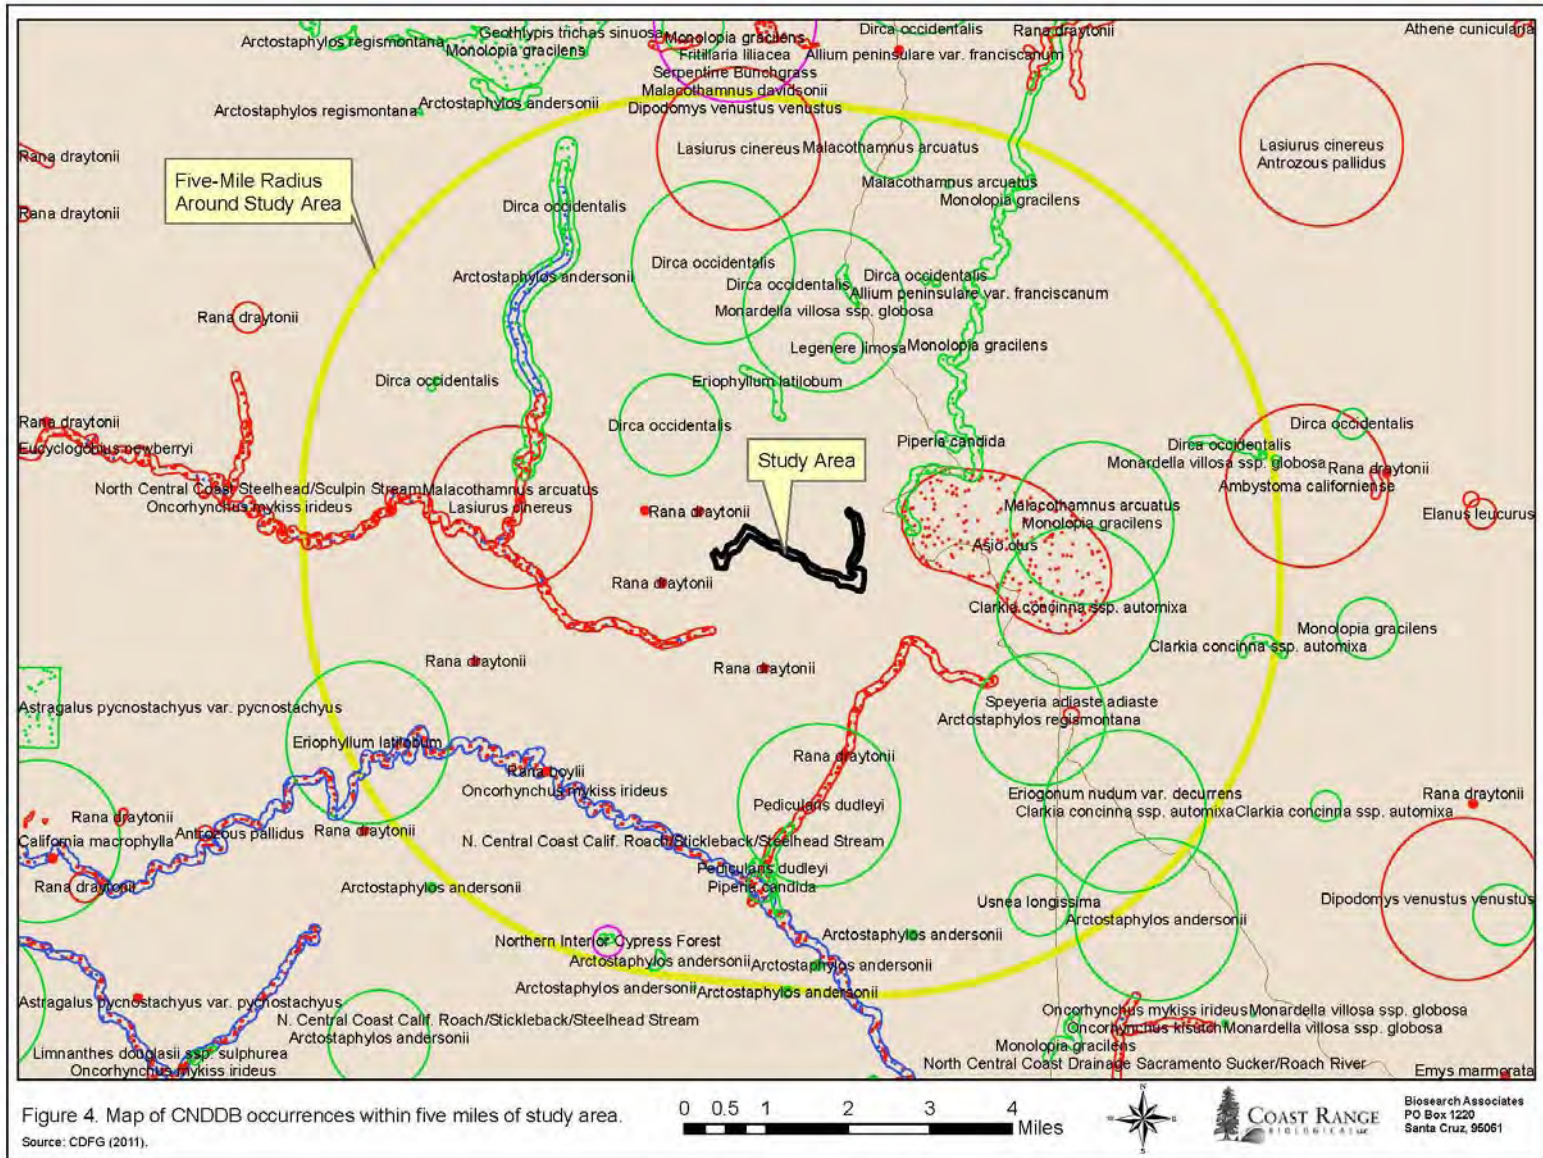 Arctostaphylos regismontana
Geothlypis trichas sinuosa
Monolopia gracilens
Monolopia gracilens
Fritillaria liliacea
Serpentine Bunchgrass
Malacothamnus davidsonii
Dipodomys venustus venustus
Dirca occidentalis
Allium peninsulare var. franciscanum
Rana draytonii
Athene cunicularia
Arctostaphylos regismontana
Arctostaphylos andersonii
Rana draytonii
Lasiurus cinereus
Malacothamnus arcuatus
Lasiurus cinereus
Antrozous pallidus
Five-Mile Radius
Around Study Area
Malacothamnus arcuatus
Monolopia gracilens
Rana draytonii
Dirca occidentalis
Dirca occidentalis
Arctostaphylos andersonii
Dirca occidentalis
Dirca occidentalis
Allium peninsulare var. franciscanum
Monardella villosa ssp. globosa
Rana draytonii
Legenere limosa
Monolopia gracilens
Dirca occidentalis
Eriophyllum latilobum
Rana draytonii
Dirca occidentalis
Dirca occidentalis
Eucyclogobius newberryi
Piperia candida
Dirca occidentalis
Study Area
Monardella villosa ssp. globosa
Rana draytonii
Ambystoma californiense
North Central Coast Steelhead/Sculpin Stream
Malacothamnus arcuatus
Oncorhynchus mykiss irideus
Lasiurus cinereus
Rana draytonii
Malacothamnus arcuatus
Monolopia gracilens
Elanus leucurus
Asio otus
Rana draytonii
Clarkia concinna ssp. automixa
Monolopia gracilens
Clarkia concinna ssp. automixa
Rana draytonii
Rana draytonii
Speyeria adiaste adiaste
Arctostaphylos regismontana
Astragalus pycnostachyus var. pycnostachyus
Eriophyllum latilobum
Rana draytonii
Rana boylii
Oncorhynchus mykiss irideus
Eriogonum nudum var. decurrens
Clarkia concinna ssp. automixa
Clarkia concinna ssp. automixa
Rana draytonii
Pedicularis dudleyi
Rana draytonii
Antrozous pallidus
Rana draytonii
California macrophylla
N. Central Coast Calif. Roach/Stickleback/Steelhead Stream
Pedicularis dudleyi
Piperia candida
Rana draytonii
Arctostaphylos andersonii
Usnea longissima
Arctostaphylos andersonii
Dipodomys venustus venustus
Northern Interior Cypress Forest
Arctostaphylos andersonii
Arctostaphylos andersonii
Arctostaphylos andersonii
Arctostaphylos andersonii
Arctostaphylos andersonii
Astragalus pycnostachyus var. pycnostachyus
N. Central Coast Calif. Roach/Stickleback/Steelhead Stream
Arctostaphylos andersonii
Limnanthes douglasii ssp. sulphurea
Oncorhynchus mykiss irideus
Oncorhynchus mykiss irideus
Monardella villosa ssp. globosa
Oncorhynchus kisutch
Monardella villosa ssp. globosa
Monolopia gracilens
North Central Coast Drainage Sacramento Sucker/Roach River
Emys marmorata
Figure 4. Map of CNDDB occurrences within five miles of study area.
Source: CDFG (2011).
0 0.5 1 2 3 4
Miles
N
W E
S
COAST RANGE
BIOLOGICAL LLC
Biosearch Associates
PO Box 1220
Santa Cruz, 95061